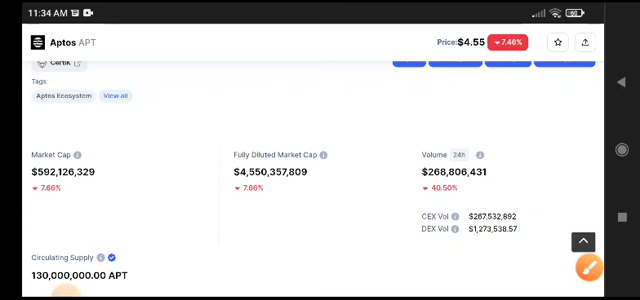 11:34 AM
Aptos APT
Price:$4.55 ▼7.46%
Certik
Tags:
Aptos Ecosystem View all
Market Cap
$592,126,329
▼ 7.66%
Fully Diluted Market Cap
$4,550,357,809
▼ 7.66%
Volume 24h
$268,806,431
▼ 40.50%
CEX Vol $267,532,892
DEX Vol $1,273,538.57
Circulating Supply
130,000,000.00 APT